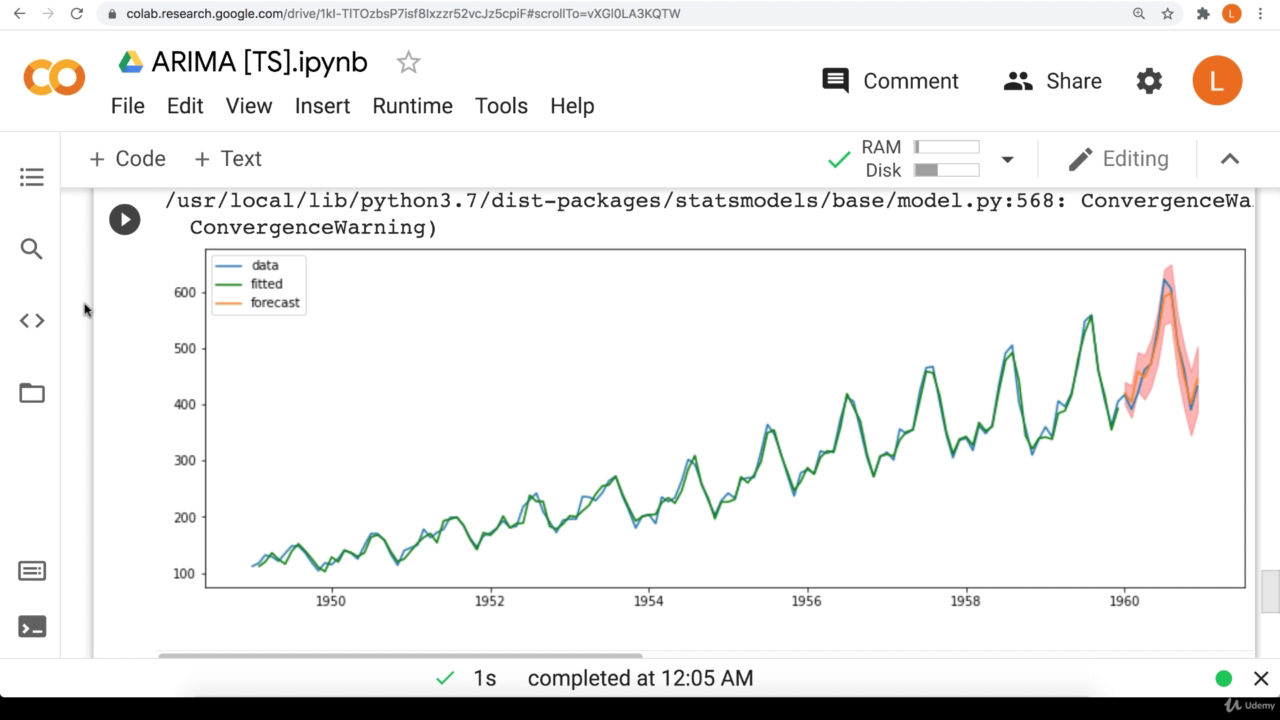 colab.research.google.com/drive/1kI-TlTOzbsP7isf8Ixzzr52vcJz5cpiF#scrollTo=vXGl0LA3KQTW
L
ARIMA [TS].ipynb
Comment
Share
L
File Edit View Insert Runtime Tools Help
+ Code + Text
RAM
Disk
Editing
/usr/local/lib/python3.7/dist-packages/statsmodels/base/model.py:568: ConvergenceWa
ConvergenceWarning)
data
fitted
forecast
600
500
400
300
200
100
1950 1952 1954 1956 1958 1960
1s completed at 12:05 AM
Udemy